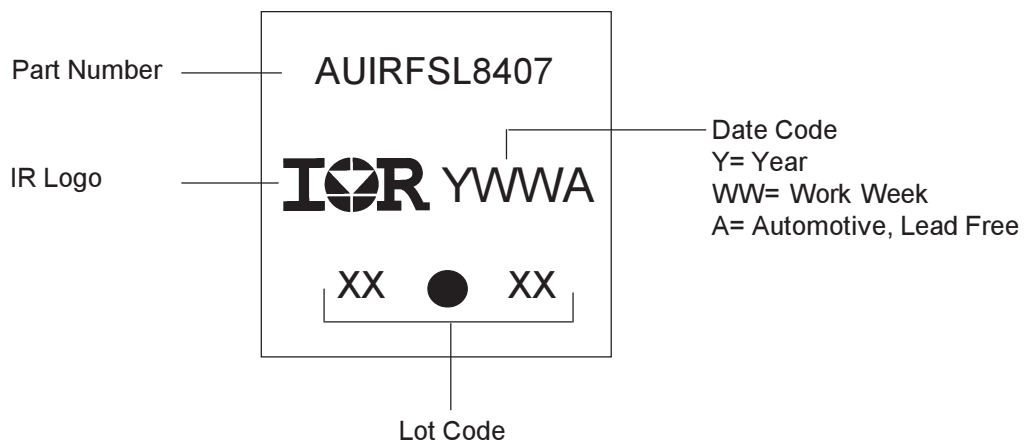 Part Number
AUIRFSL8407
IR Logo
IOR YWWA
Date Code
Y= Year
WW= Work Week
A= Automotive, Lead Free
XX XX
Lot Code